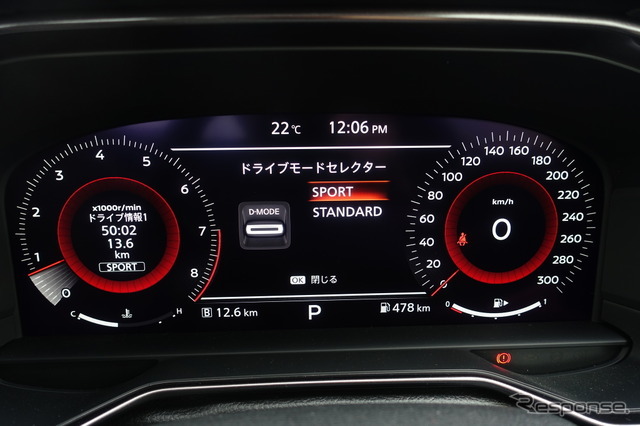 22℃ 12:06 PM
ドライブモードセレクター
SPORT
STANDARD
D-MODE
OK 閉じる
0 1 2 3 4 5 6 7 8
x1000r/min
ドライブ情報1
50:02
13.6
km
SPORT
C H
B 12.6 km
P
478 km
0 20 40 60 80 100 120 140 160 180 200 220 240 260 280 300
km/h
0
0 1
Response.